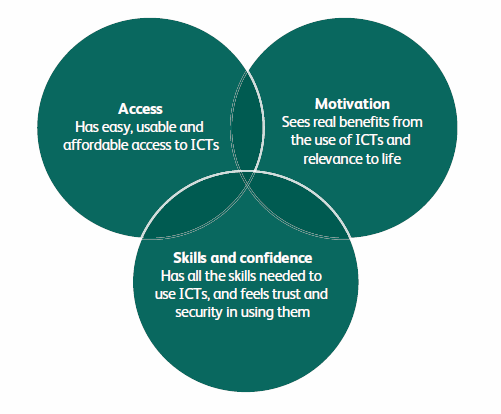 Access
Has easy, usable and
affordable access to ICTs
Motivation
Sees real benefits from
the use of ICTs and
relevance to life
Skills and confidence
Has all the skills needed to
use ICTs, and feels trust and
security in using them